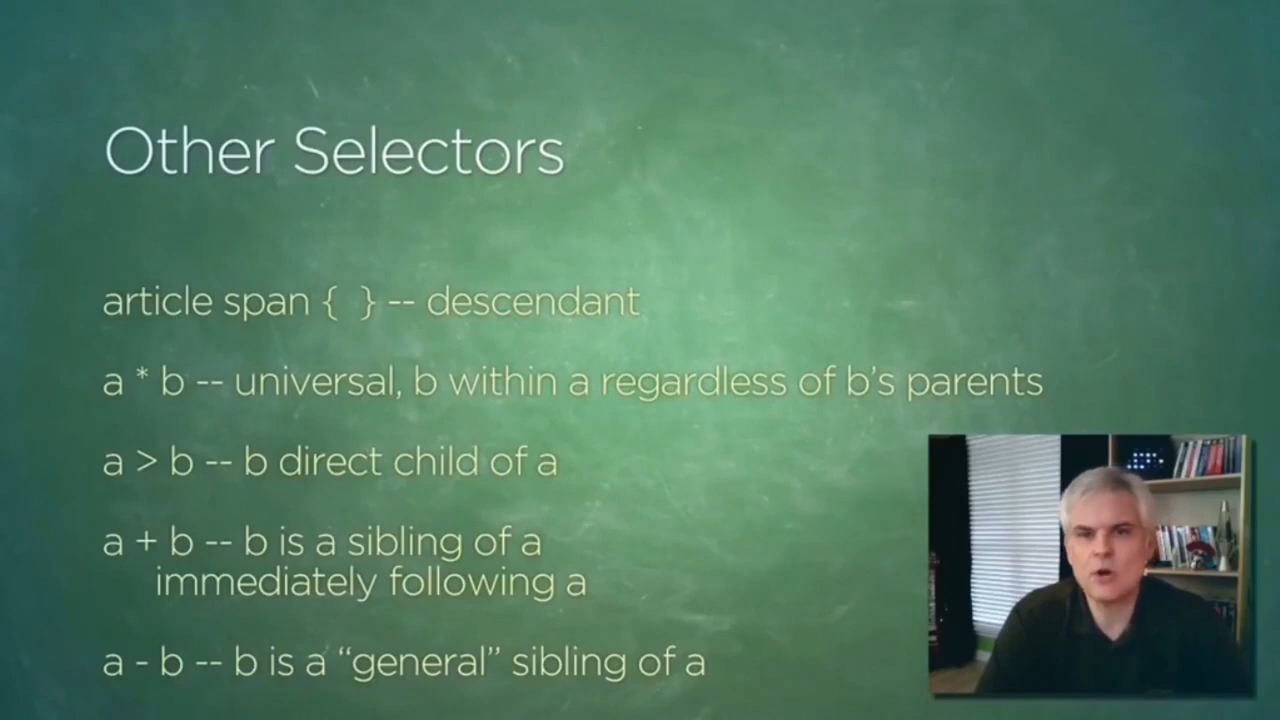 Other Selectors
article span {  } -- descendant
a * b -- universal, b within a regardless of b’s parents
a > b -- b direct child of a
a + b -- b is a sibling of a
immediately following a
a - b -- b is a “general” sibling of a